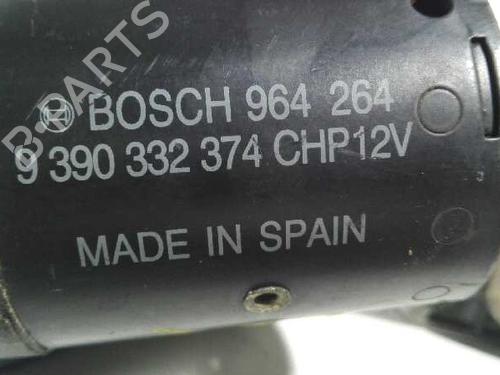 BOSCH 964 264
9 390 332 374 CHP12V
MADE IN SPAIN
B-PARTS